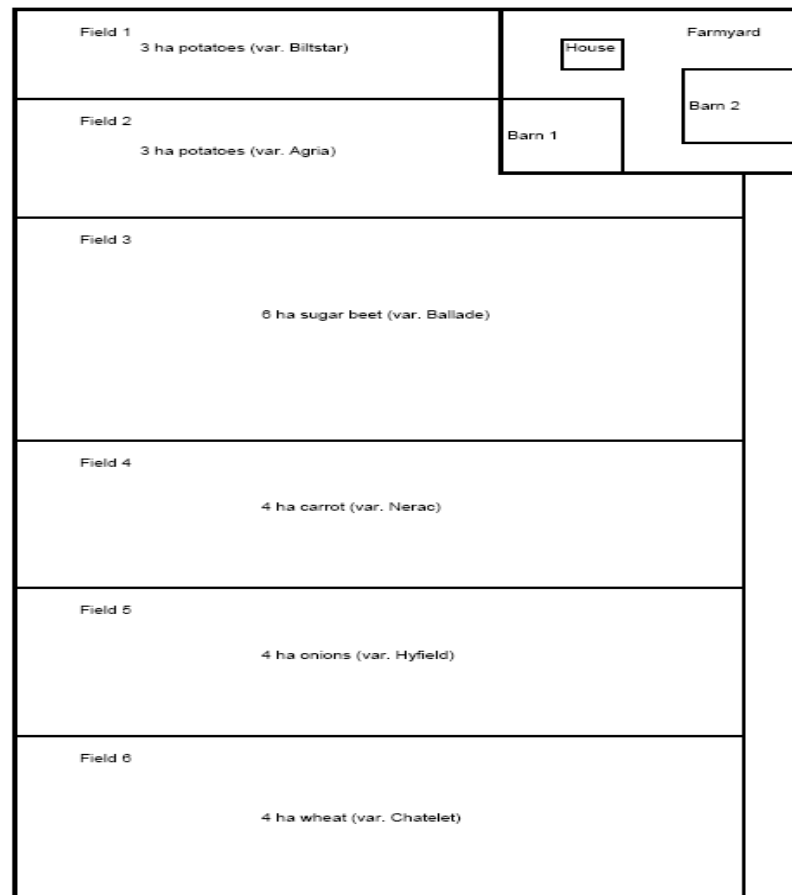 Field 1
3 ha potatoes (var. Biltstar)
House
Farmyard
Barn 2
Field 2
3 ha potatoes (var. Agria)
Barn 1
Field 3
6 ha sugar beet (var. Ballade)
Field 4
4 ha carrot (var. Nerac)
Field 5
4 ha onions (var. Hyfield)
Field 6
4 ha wheat (var. Chatelet)